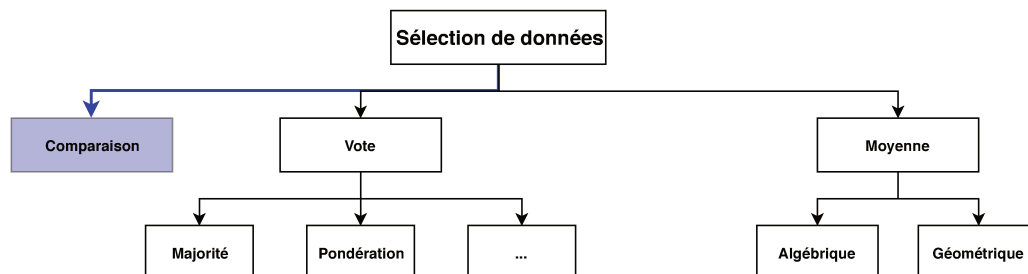 Sélection de données
Comparaison
Vote
Moyenne
Majorité
Pondération
...
Algébrique
Géométrique